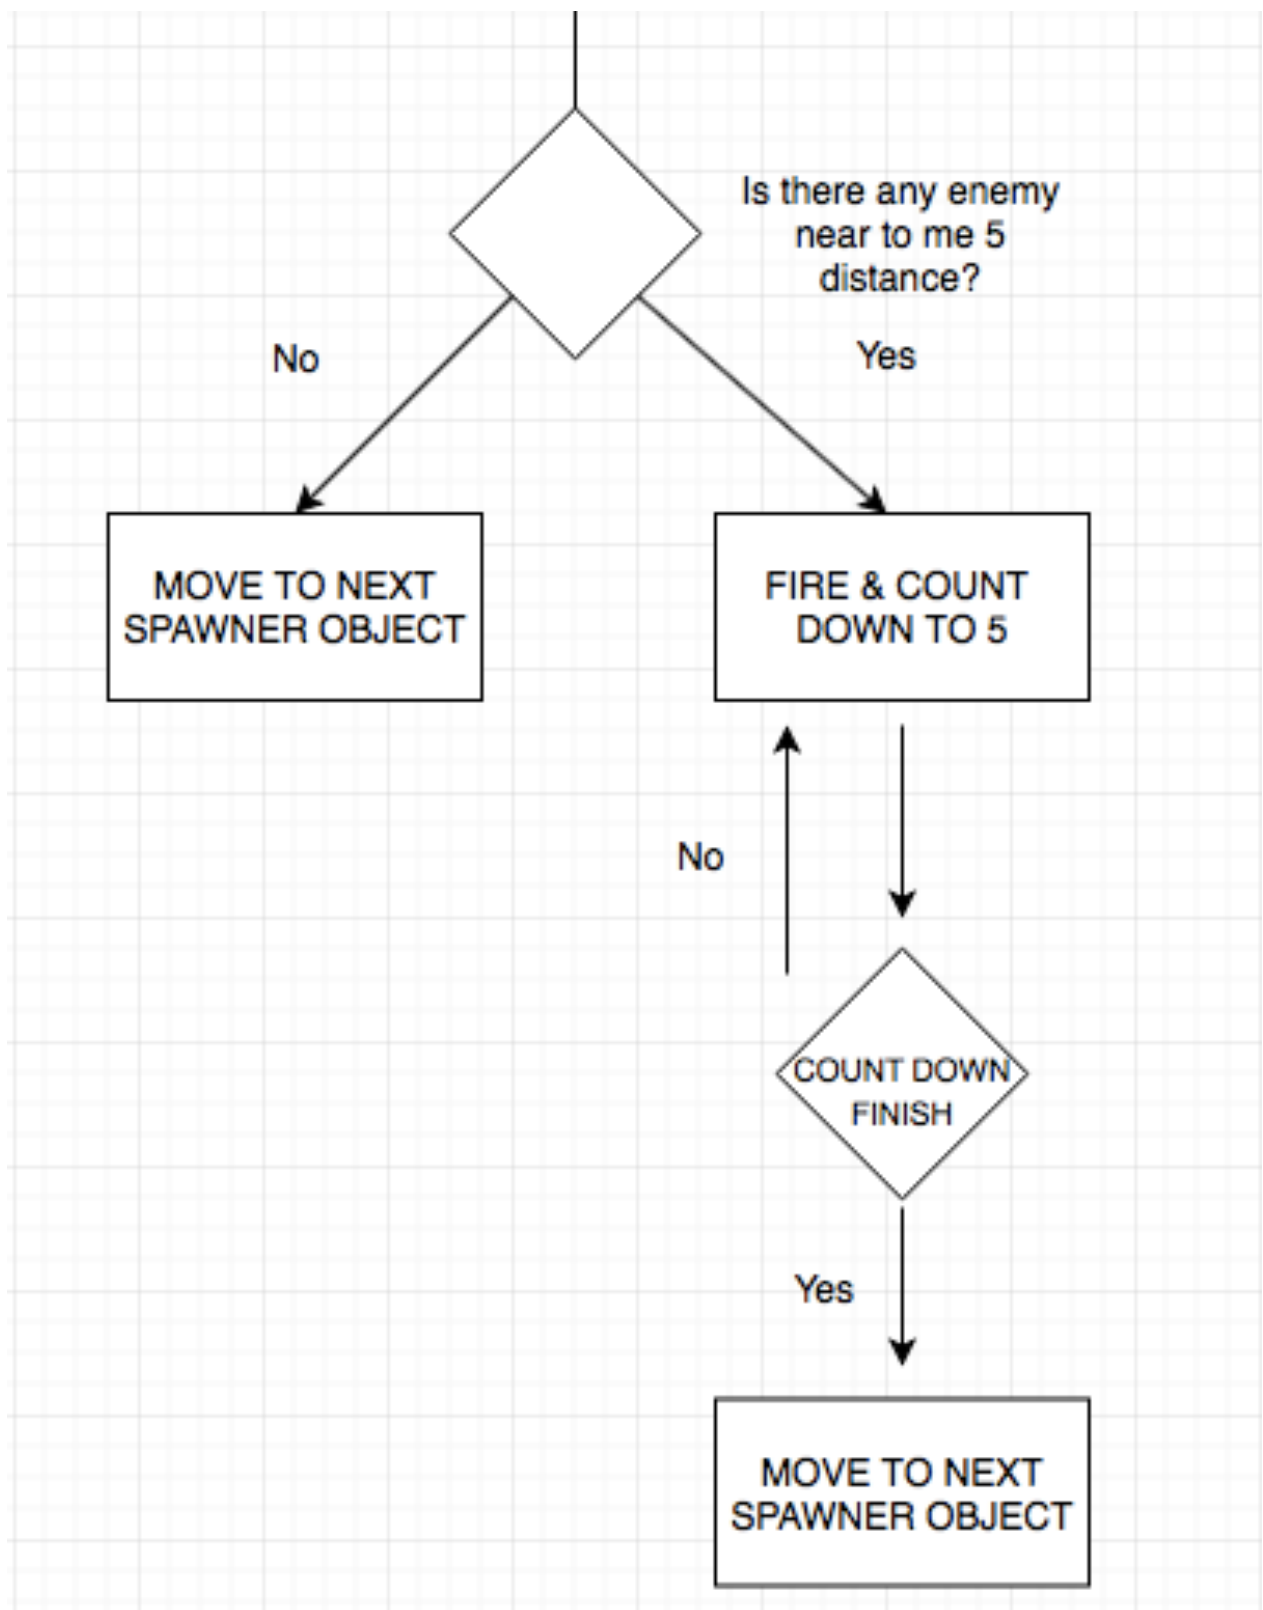 Is there any enemy
near to me 5
distance?
No
Yes
MOVE TO NEXT
SPAWNER OBJECT
FIRE & COUNT
DOWN TO 5
No
COUNT DOWN
FINISH
Yes
MOVE TO NEXT
SPAWNER OBJECT